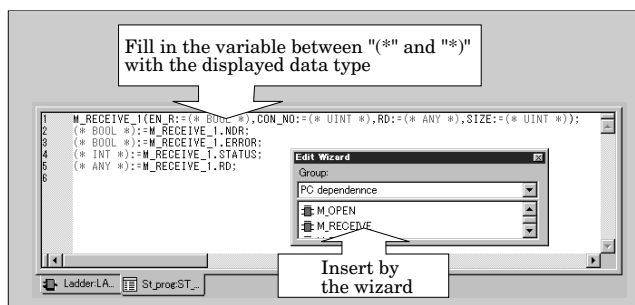 Fill in the variable between "(*" and "*)"
with the displayed data type
1 M_RECEIVE_1(EN_R:=(* BOOL *),CON_NO:=(* UINT *),RD:=(* ANY *),SIZE:=(* UINT *));
2 (* BOOL *):=M_RECEIVE_1.NDR;
3 (* BOOL *):=M_RECEIVE_1.ERROR;
4 (* INT *):=M_RECEIVE_1.STATUS;
5 (* ANY *):=M_RECEIVE_1.RD;
6
Edit Wizard
Group:
PC dependennce
M_OPEN
M_RECEIVE
Insert by
the wizard
Ladder:LA... St_prog:ST_...